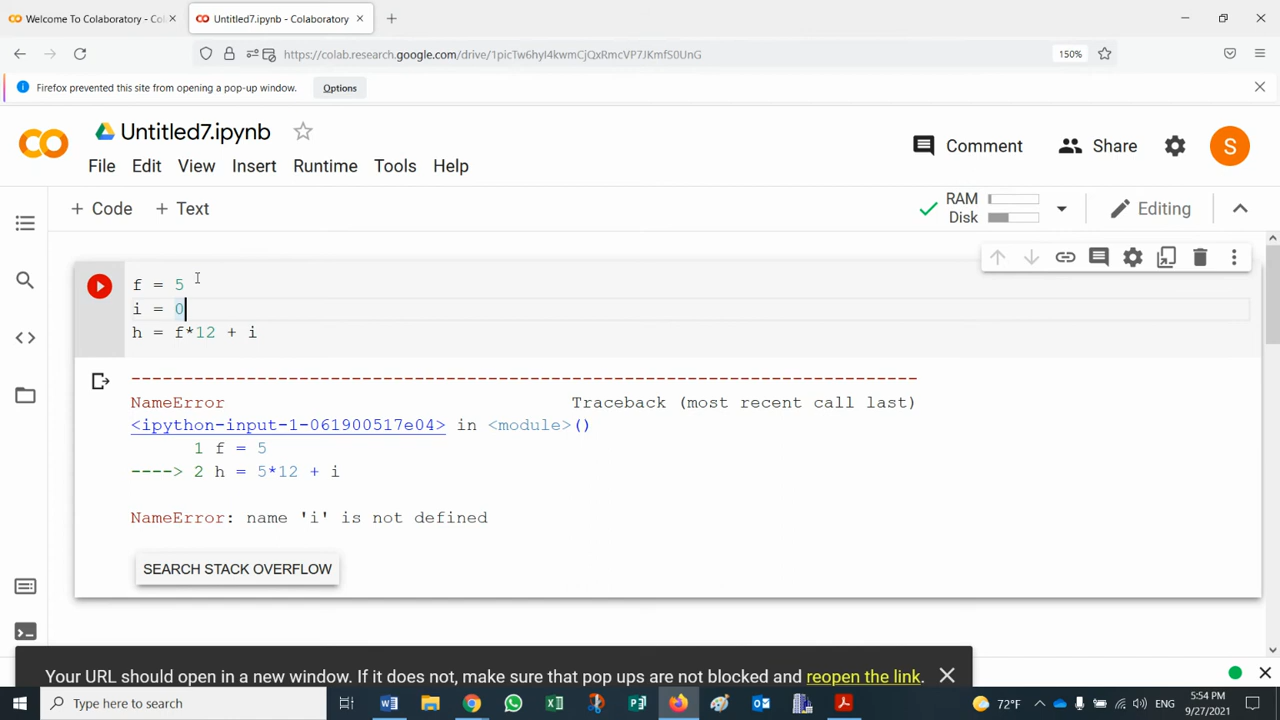 Welcome To Colaboratory - Col
Untitled7.ipynb - Colaboratory
https://colab.research.google.com/drive/1picTw6hyI4kwmCjQxRmcVP7JKmfS0UnG
150%
Firefox prevented this site from opening a pop-up window.
Options
Untitled7.ipynb
Comment
Share
S
File Edit View Insert Runtime Tools Help
+ Code + Text
RAM
Disk
Editing
f = 5
i = 0
h = f*12 + i
---------------------------------------------------------------------------
NameError Traceback (most recent call last)
<ipython-input-1-061900517e04> in <module>()
1 f = 5
----> 2 h = 5*12 + i
NameError: name 'i' is not defined
SEARCH STACK OVERFLOW
Your URL should open in a new window. If it does not, make sure that pop ups are not blocked and reopen the link.
Type here to search
72°F
ENG
5:54 PM
9/27/2021